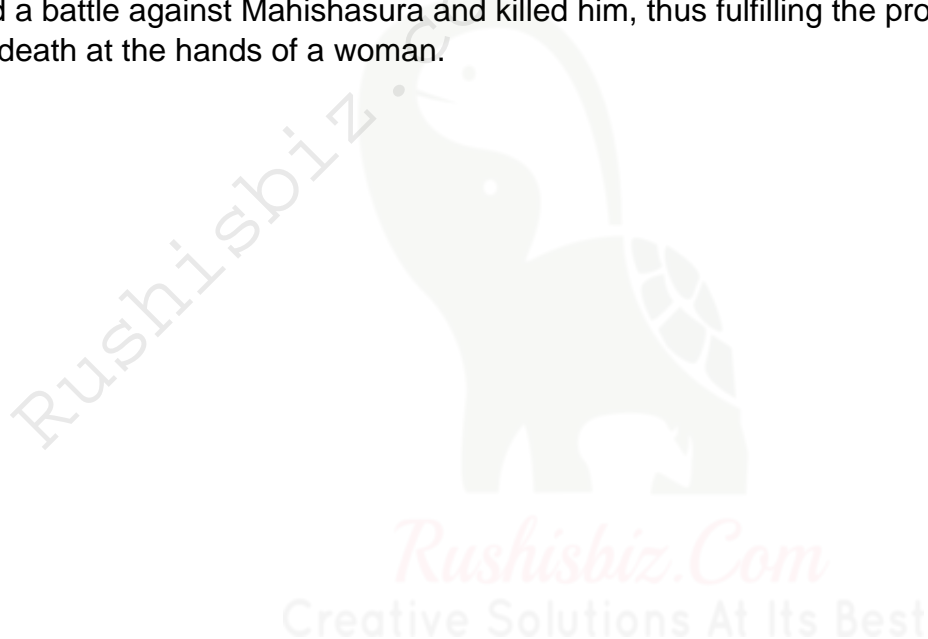 a battle against Mahishasura and killed him, thus fulfilling the
death at the hands of a woman.
Rushisbiz.
Rushisbiz.Com
Creative Solutions At Its Best